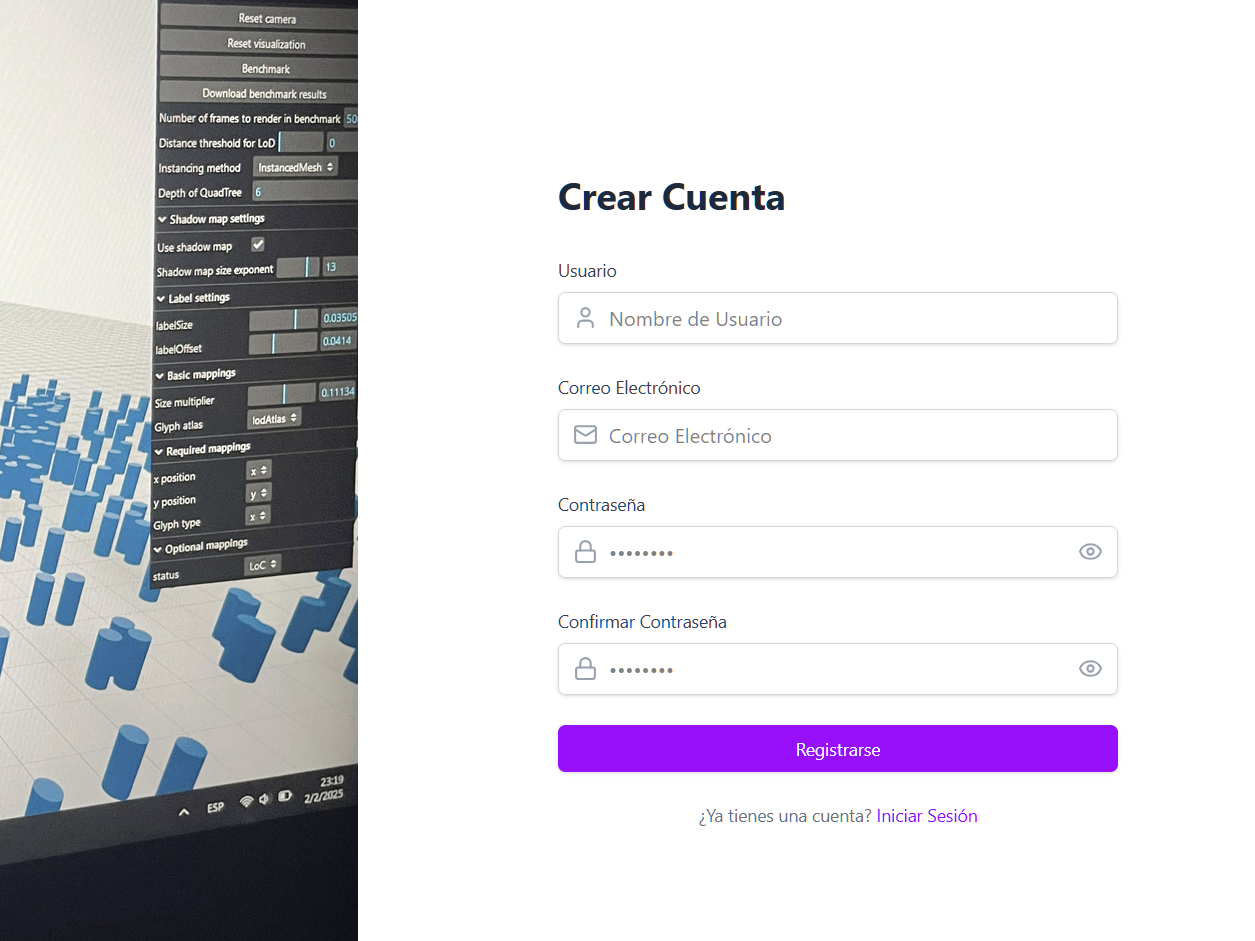 Reset camera
Reset visualization
Benchmark
Download benchmark results
Number of frames to render in benchmark 50
Distance threshold for LoD 0
Instancing method InstancedMesh
Depth of QuadTree 6
Shadow map settings
Use shadow map
Shadow map size exponent 13
Label settings
labelSize 0.03505
labelOffset 0.0414
Basic mappings
Size multiplier 0.11134
Glyph atlas lodAtlas
Required mappings
x position x
y position y
Glyph type x
Optional mappings
status LoC
ESP
23:19
2/2/2025
Crear Cuenta
Usuario
Nombre de Usuario
Correo Electrónico
Correo Electrónico
Contraseña
••••••••
Confirmar Contraseña
••••••••
Registrarse
¿Ya tienes una cuenta? Iniciar Sesión